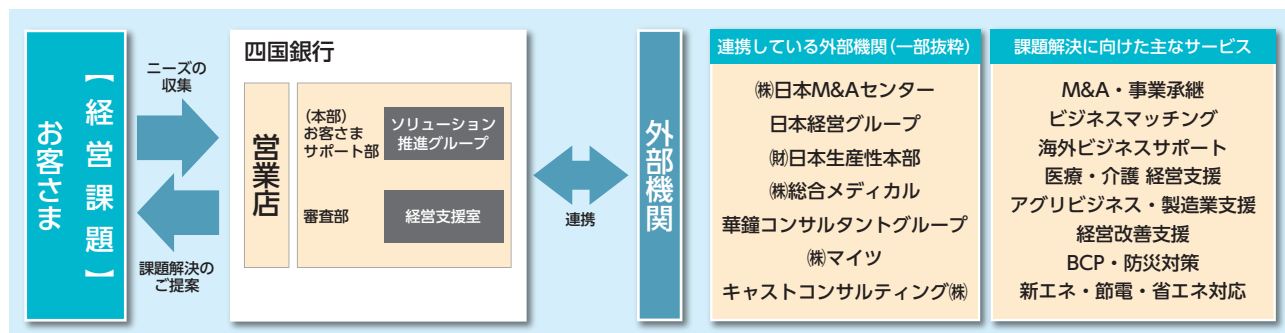 お客さま
【経営課題】
ニーズの
収集
課題解決の
ご提案
四国銀行
営業店
(本部)
お客さま
サポート部
ソリューション
推進グループ
審査部
経営支援室
連携
外部機関
連携している外部機関(一部抜粋)
㈱日本M&Aセンター
日本経営グループ
㈶日本生産性本部
㈱総合メディカル
華鐘コンサルタントグループ
㈱マイツ
キャストコンサルティング㈱
課題解決に向けた主なサービス
M&A・事業承継
ビジネスマッチング
海外ビジネスサポート
医療・介護 経営支援
アグリビジネス・製造業支援
経営改善支援
BCP・防災対策
新エネ・節電・省エネ対応